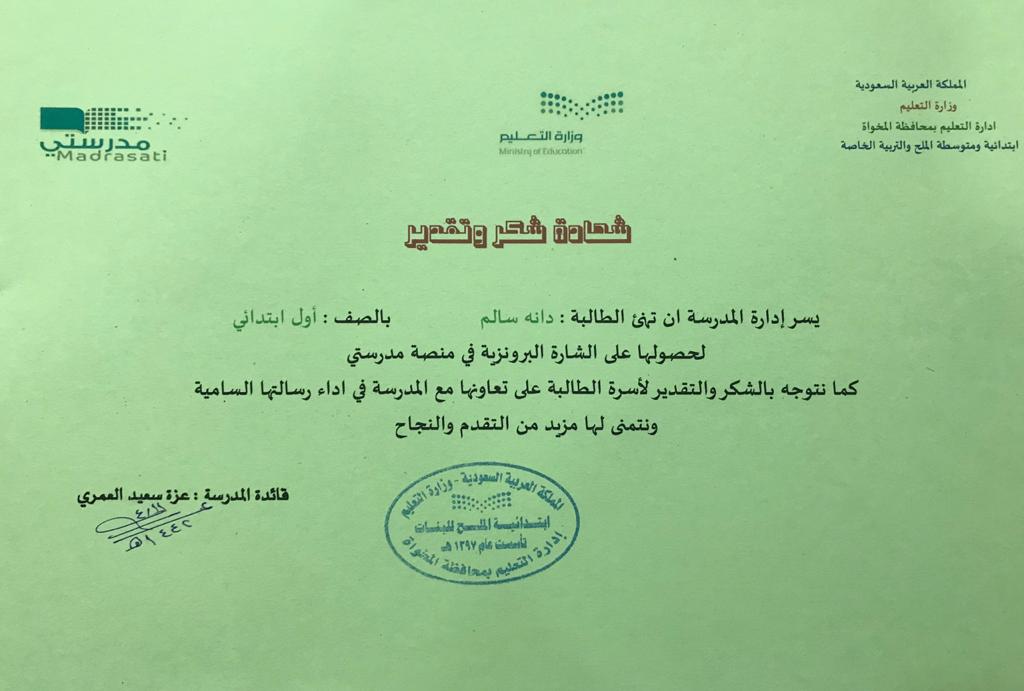 المملكة العربية السعودية
وزارة التعليم
ادارة التعليم بمحافظة المخواة
ابتدائية ومتوسطة الملح والتربية الخاصة
وزارة التعليم
Ministry of Education
مدرستي
Madrasati
شهادة شكر وتقدير
يسر إدارة المدرسة ان تهنئ الطالبة : دانه سالم بالصف : أول ابتدائي
لحصولها على الشارة البرونزية في منصة مدرستي
كما نتوجه بالشكر والتقدير لأسرة الطالبة على تعاونها مع المدرسة في اداء رسالتها السامية
ونتمنى لها مزيد من التقدم والنجاح
قائدة المدرسة : عزة سعيد العمري
١٤٤٢هـ
المملكة العربية السعودية - وزارة التعليم
ابتدائية الملح للبنات
تأسست عام ١٣٩٧ هـ
إدارة التعليم بمحافظة المخواة